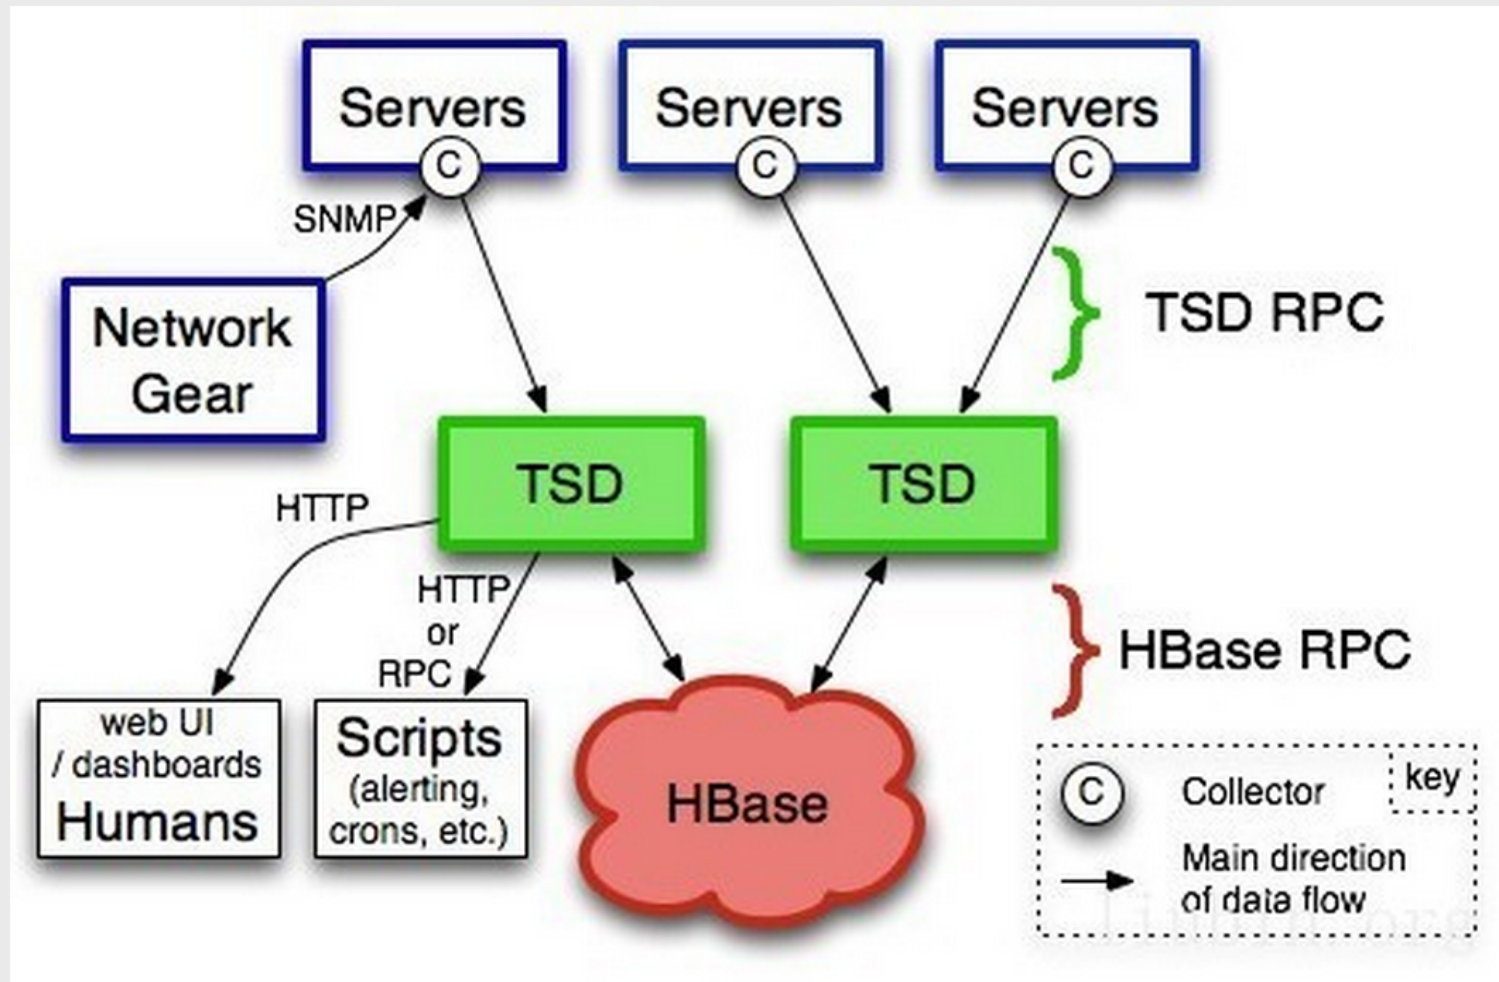 Servers
Servers
Servers
C
C
C
SNMP
Network
Gear
TSD RPC
TSD
TSD
HTTP
HTTP
or
RPC
HBase RPC
web UI
/ dashboards
Humans
Scripts
(alerting,
crons, etc.)
HBase
key
C
Collector
Main direction
of data flow